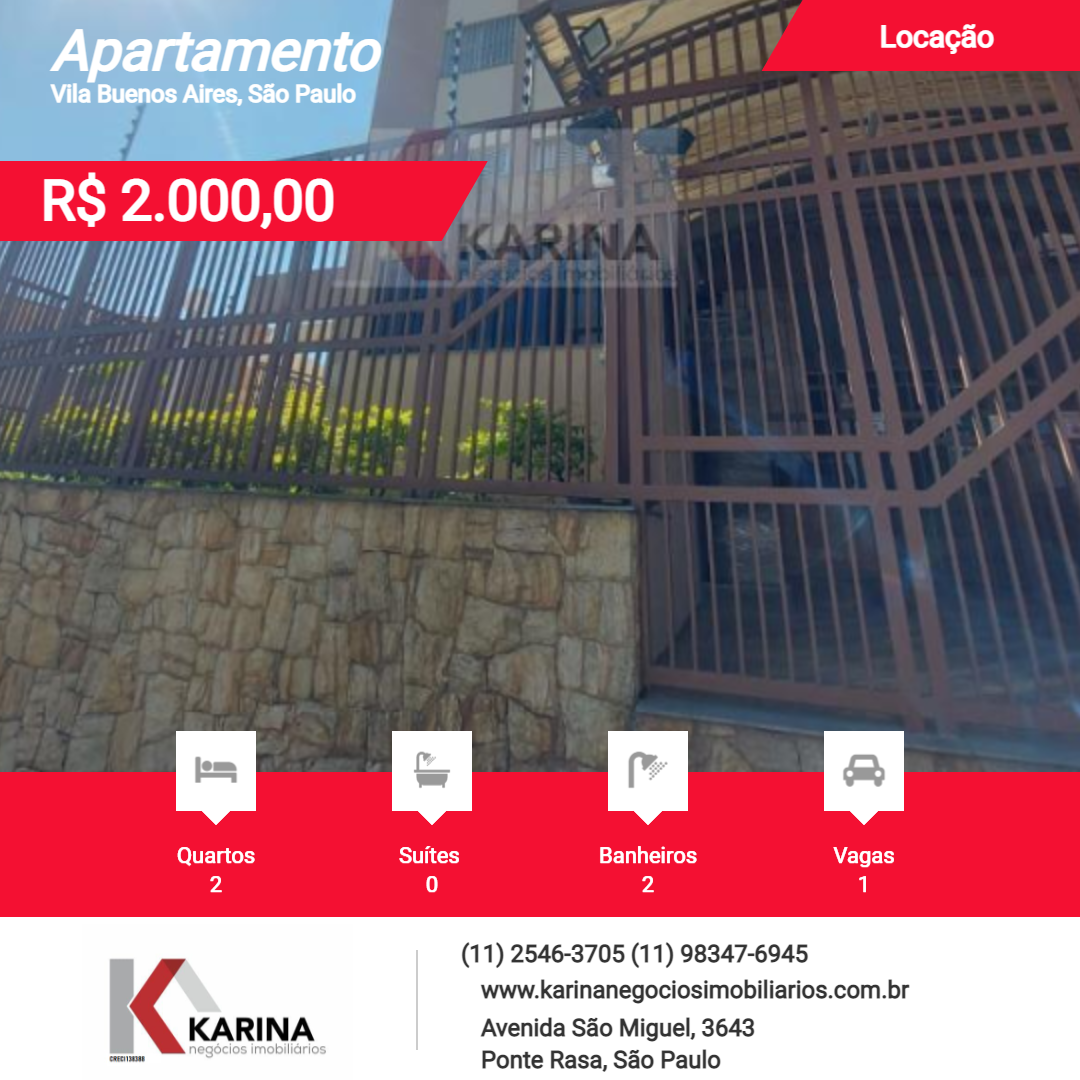 Apartamento
Vila Buenos Aires, São Paulo
Locação
R$ 2.000,00
KARINA
negócios imobiliários
Quartos
2
Suítes
0
Banheiros
2
Vagas
1
KARINA
negócios imobiliários
CRECI 138388
(11) 2546-3705 (11) 98347-6945
www.karinanegociosimobiliarios.com.br
Avenida São Miguel, 3643
Ponte Rasa, São Paulo